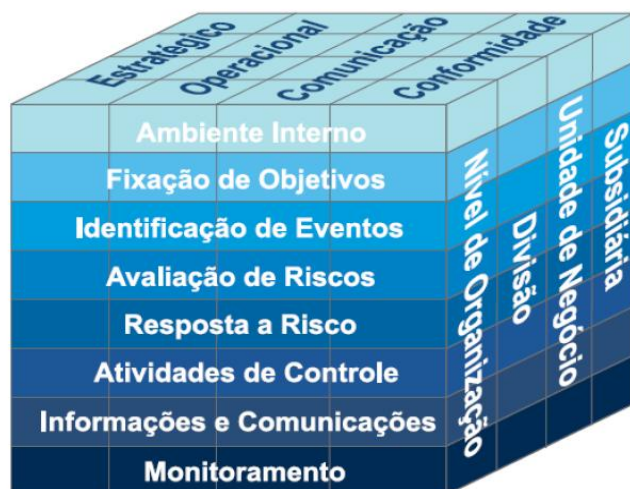 Estratégico
Operacional
Comunicação
Conformidade
Ambiente Interno
Fixação de Objetivos
Identificação de Eventos
Avaliação de Riscos
Resposta a Risco
Atividades de Controle
Informações e Comunicações
Monitoramento
Nível de Organização
Divisão
Unidade de Negócio
Subsidiária